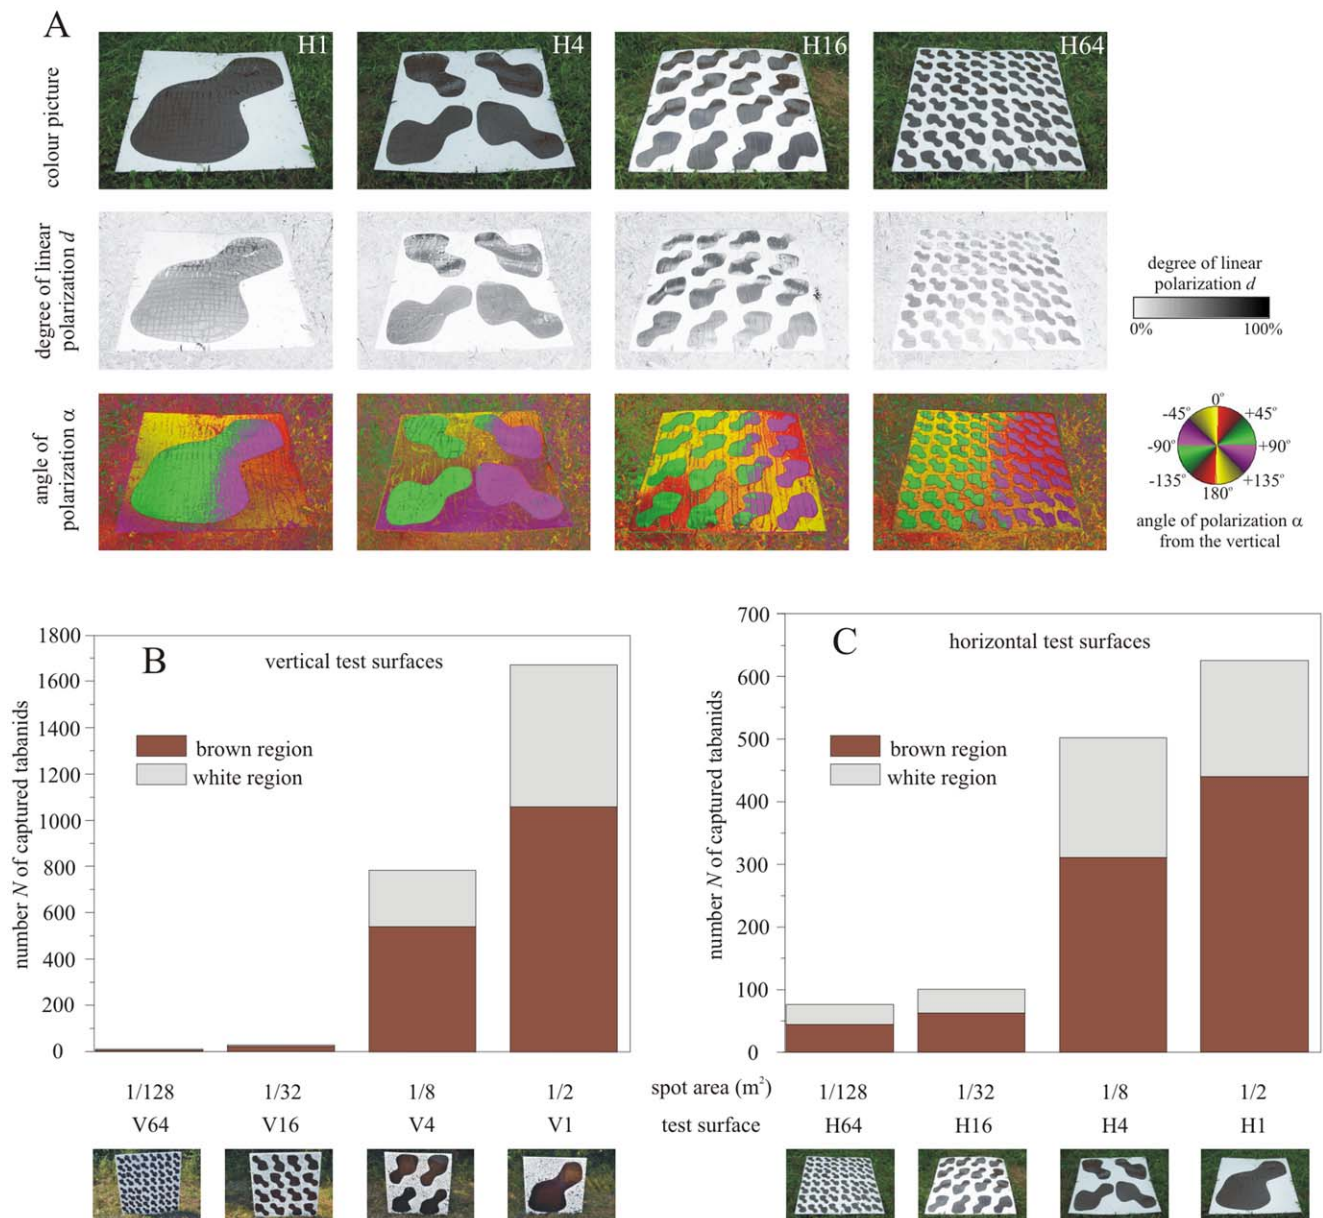 A
H1
H4
H16
H64
colour picture
degree of linear
polarization d
angle of
polarization α
degree of linear
polarization d
0%
100%
0°
-45°
+45°
-90°
+90°
-135°
+135°
180°
angle of polarization α
from the vertical
B
vertical test surfaces
1800
1600
1400
1200
1000
800
600
400
200
0
number N of captured tabanids
brown region
white region
1/128
1/32
1/8
1/2
V64
V16
V4
V1
spot area (m²)
test surface
C
horizontal test surfaces
700
600
500
400
300
200
100
0
number N of captured tabanids
brown region
white region
1/128
1/32
1/8
1/2
H64
H16
H4
H1